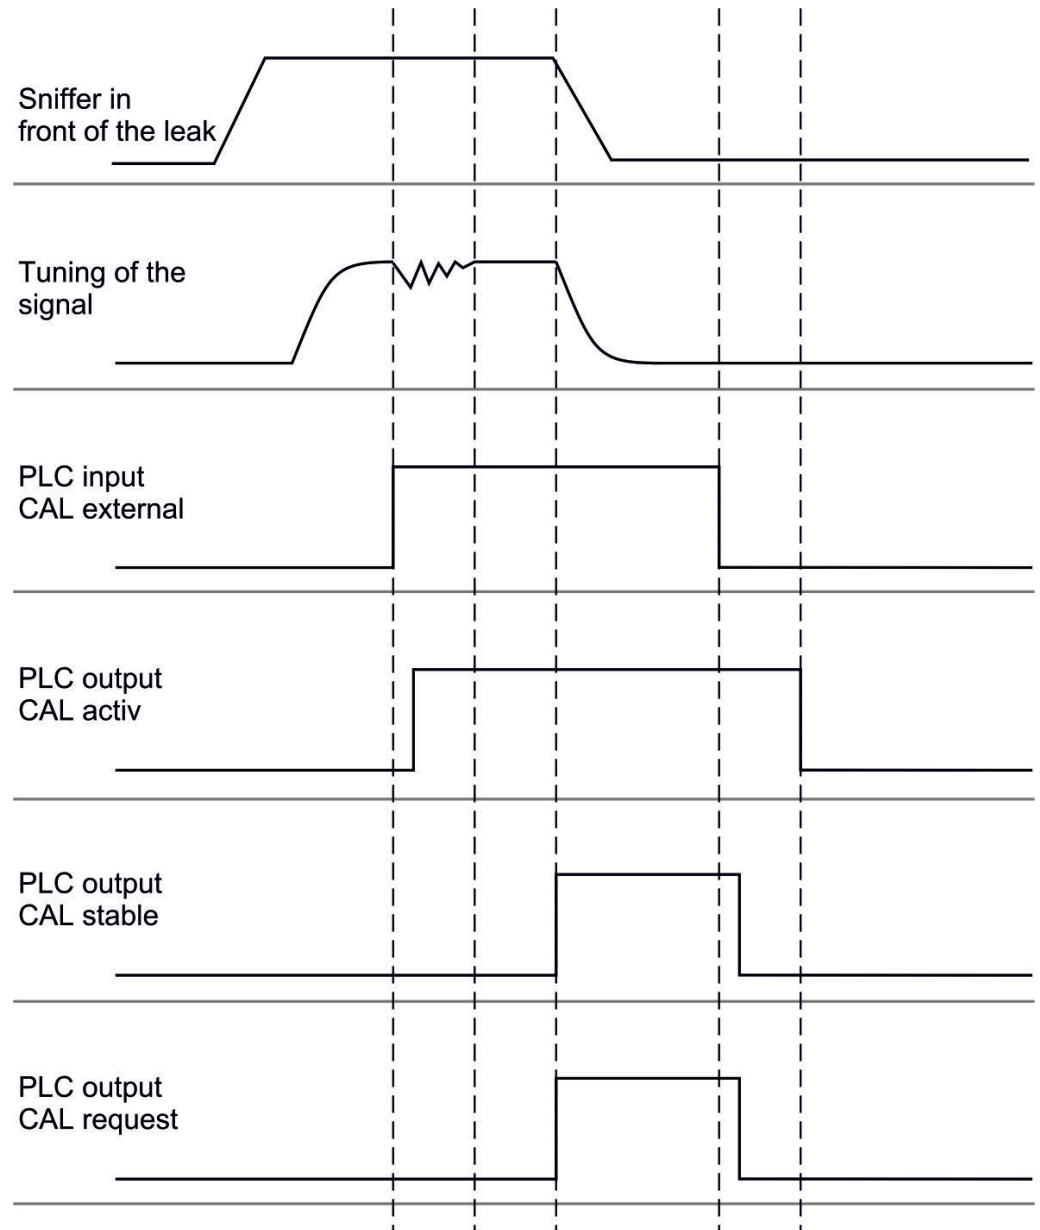 Sniffer in
front of the leak
Tuning of the
signal
PLC input
CAL external
PLC output
CAL activ
PLC output
CAL stable
PLC output
CAL request